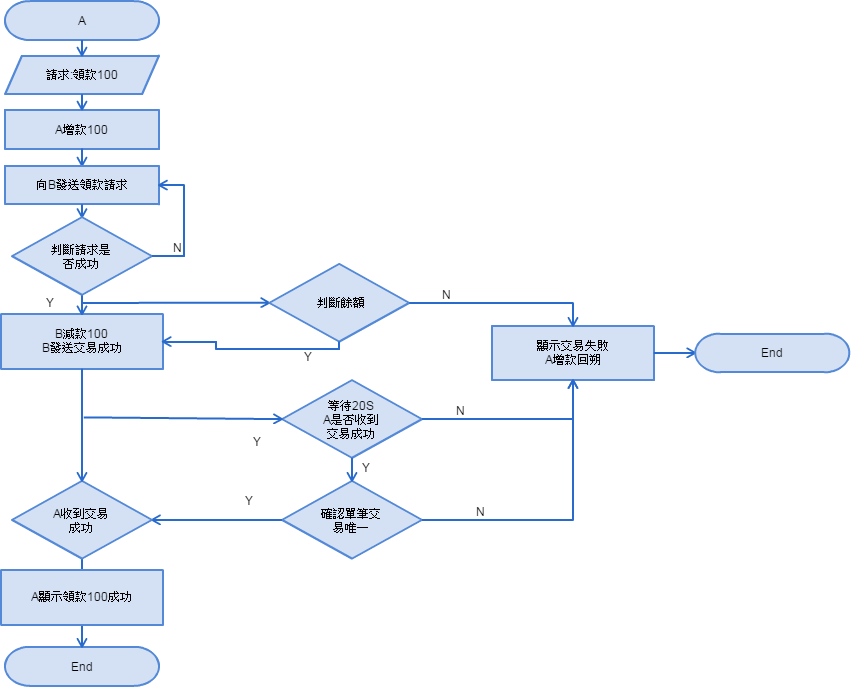 A
請求:領款100
A增款100
向B發送領款請求
判斷請求是
否成功
N
Y
判斷餘額
N
Y
B減款100
B發送交易成功
顯示交易失敗
A增款回朔
End
等待20S
A是否收到
交易成功
N
Y
Y
A收到交易
成功
Y
確認單筆交
易唯一
N
A顯示領款100成功
End